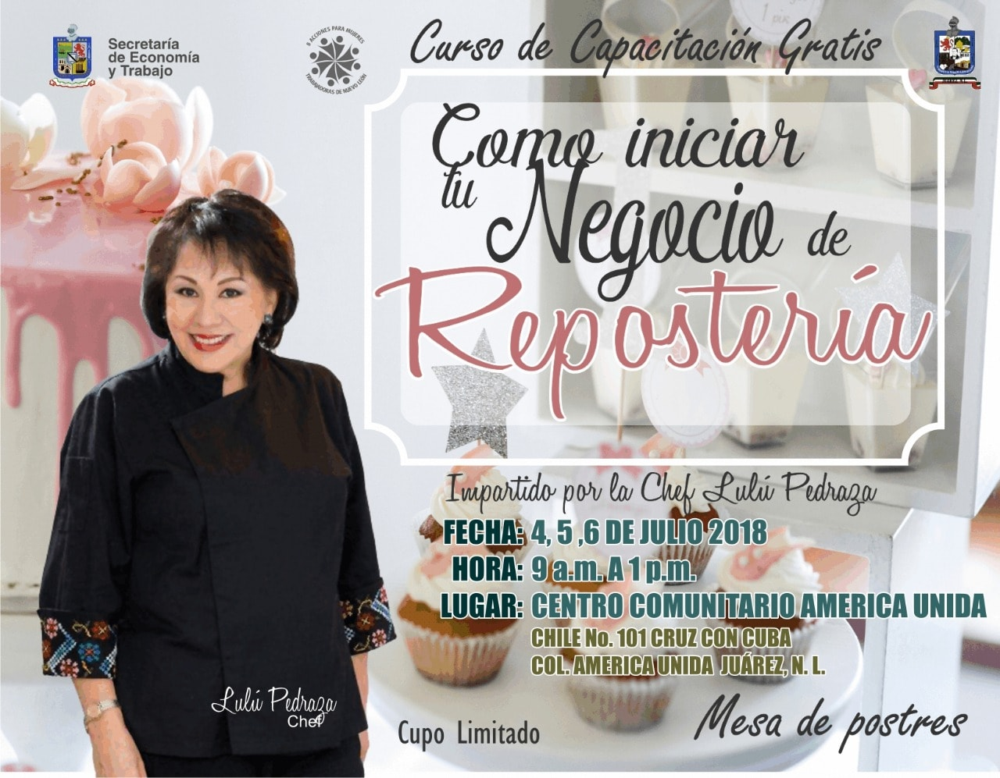 Secretaría
de Economía
y Trabajo
ACCIONES PARA MUJERES
TRABAJADORAS DE NUEVO LEÓN
Curso de Capacitación Gratis
JUÁREZ N.L.
Como iniciar
tu Negocio de
Repostería
Impartido por la Chef Lulú Pedraza
FECHA: 4, 5 ,6 DE JULIO 2018
HORA: 9 a.m. A 1 p.m.
LUGAR: CENTRO COMUNITARIO AMERICA UNIDA
CHILE No. 101 CRUZ CON CUBA
COL. AMERICA UNIDA JUÁREZ, N. L.
Lulú Pedraza
Chef
Cupo Limitado
Mesa de postres